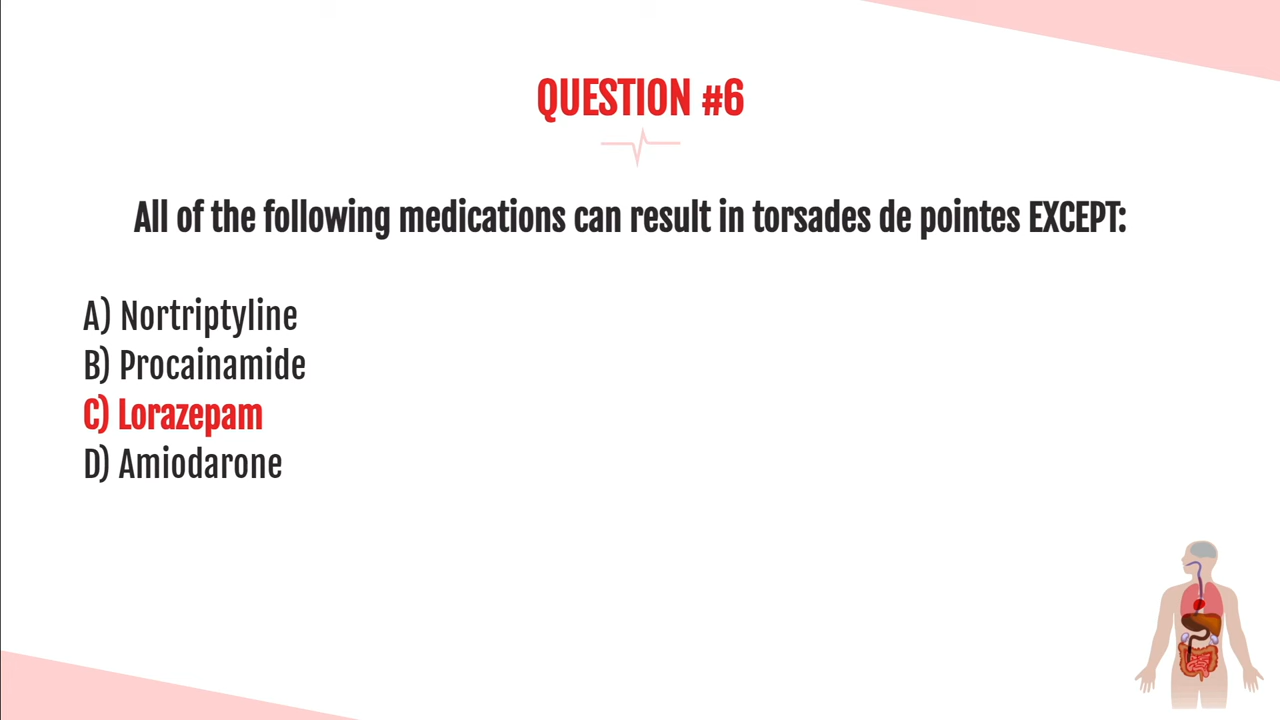 QUESTION #6
All of the following medications can result in torsades de pointes EXCEPT:
A) Nortriptyline
B) Procainamide
C) Lorazepam
D) Amiodarone